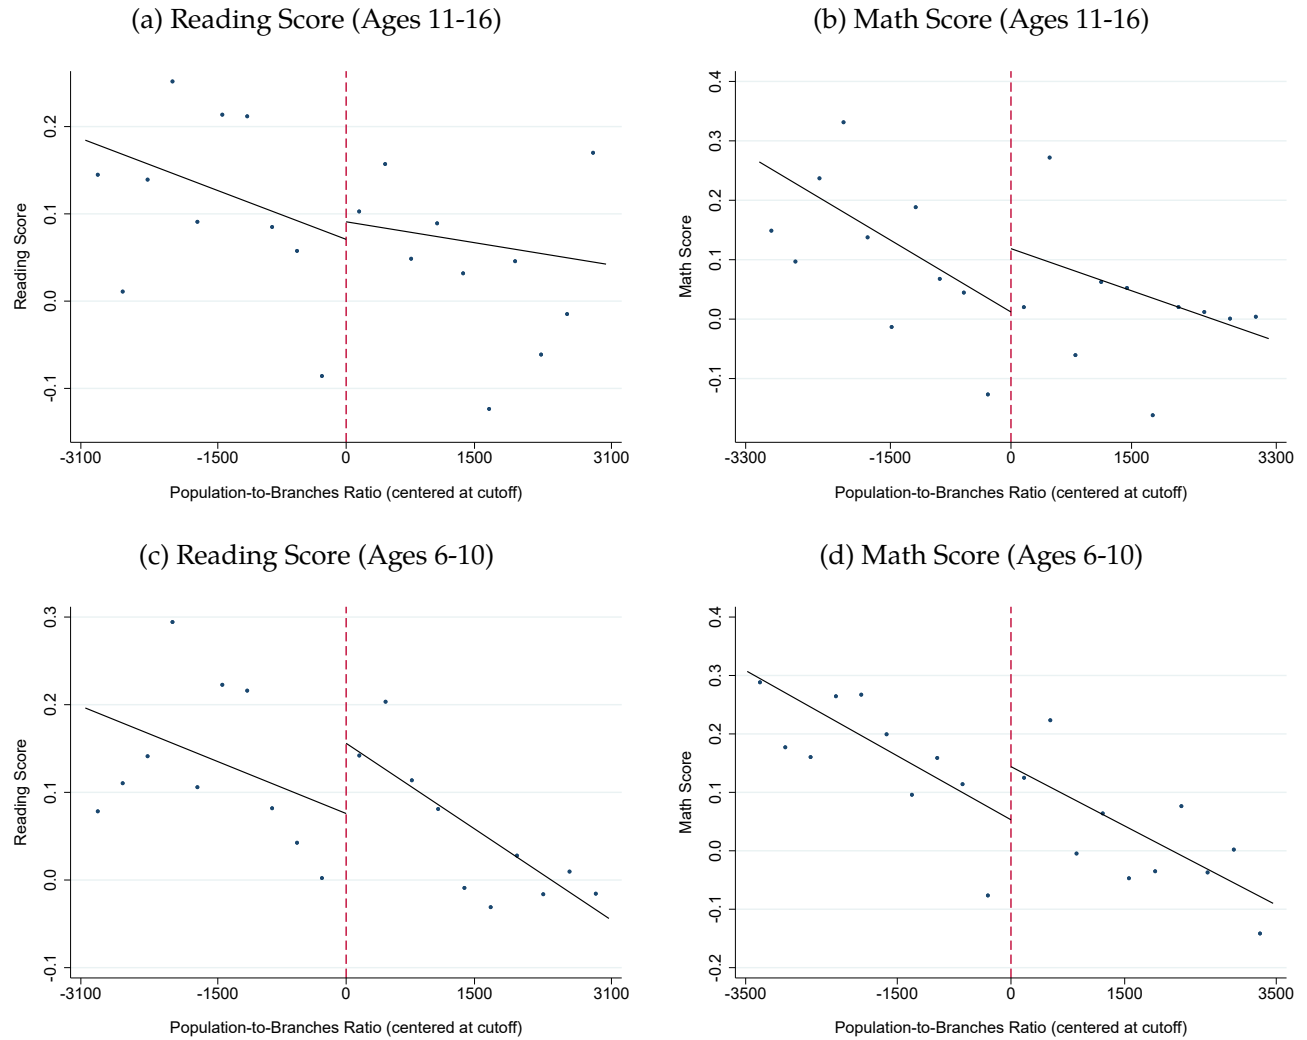 (a) Reading Score (Ages 11-16)
Reading Score
0.2
0.1
0.0
-0.1
-3100 -1500 0 1500 3100
Population-to-Branches Ratio (centered at cutoff)
(b) Math Score (Ages 11-16)
Math Score
0.4
0.3
0.2
0.1
0.0
-0.1
-3300 -1500 0 1500 3300
Population-to-Branches Ratio (centered at cutoff)
(c) Reading Score (Ages 6-10)
Reading Score
0.3
0.2
0.1
0.0
-0.1
-3100 -1500 0 1500 3100
Population-to-Branches Ratio (centered at cutoff)
(d) Math Score (Ages 6-10)
Math Score
0.4
0.3
0.2
0.1
0.0
-0.1
-0.2
-3500 -1500 0 1500 3500
Population-to-Branches Ratio (centered at cutoff)